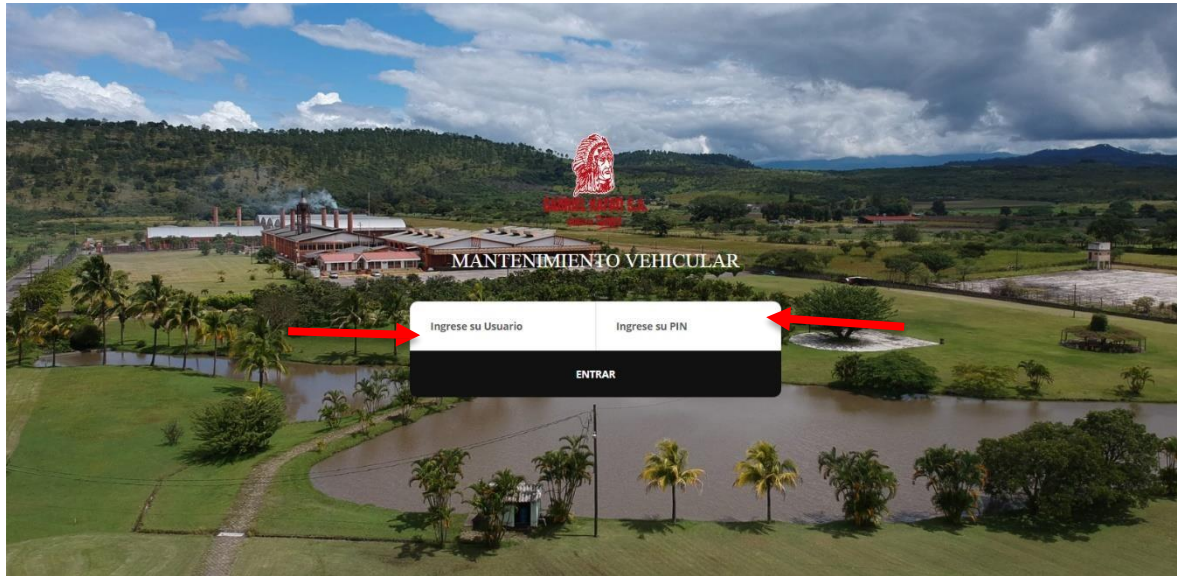 MANTENIMIENTO VEHICULAR
Ingrese su Usuario
Ingrese su PIN
ENTRAR